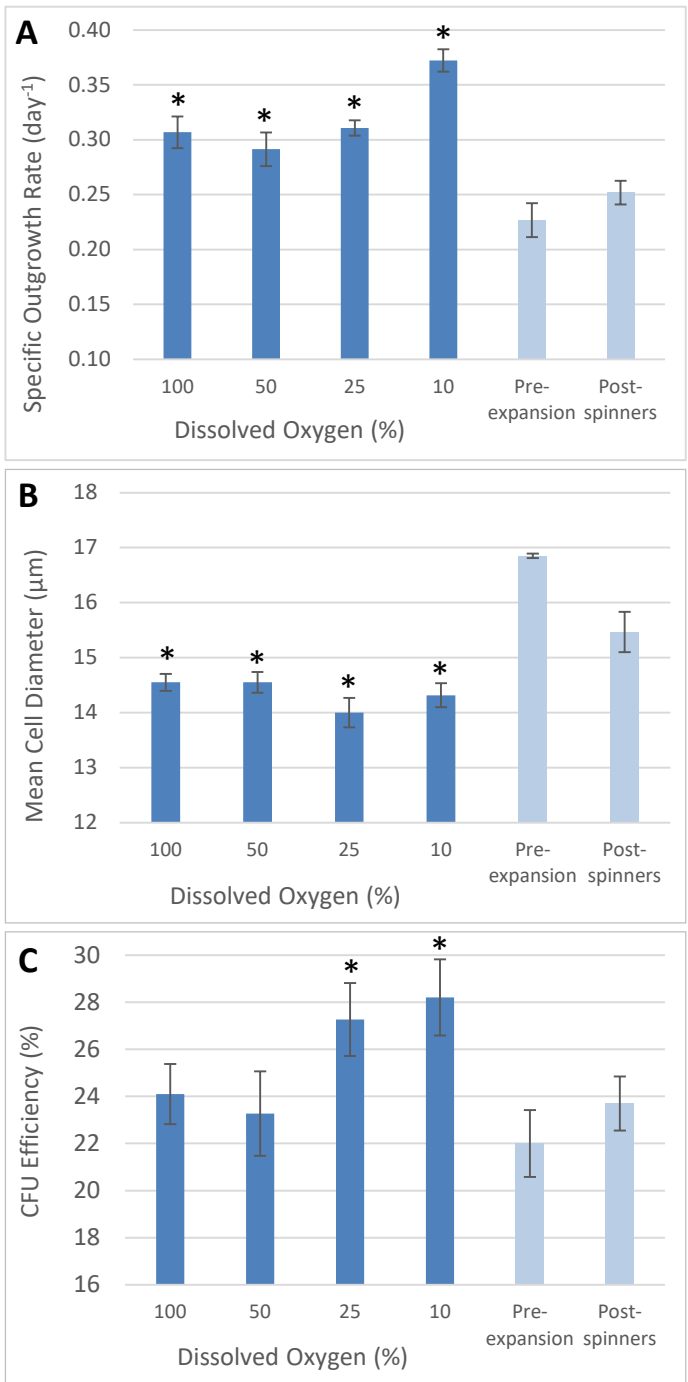 A
Specific Outgrowth Rate (day-1)
0.40
0.35
0.30
0.25
0.20
0.15
0.10
* * * *
100 50 25 10 Pre-expansion Post-spinners
Dissolved Oxygen (%)
B
Mean Cell Diameter (µm)
18
17
16
15
14
13
12
* * * *
100 50 25 10 Pre-expansion Post-spinners
Dissolved Oxygen (%)
C
CFU Efficiency (%)
30
28
26
24
22
20
18
16
* *
100 50 25 10 Pre-expansion Post-spinners
Dissolved Oxygen (%)